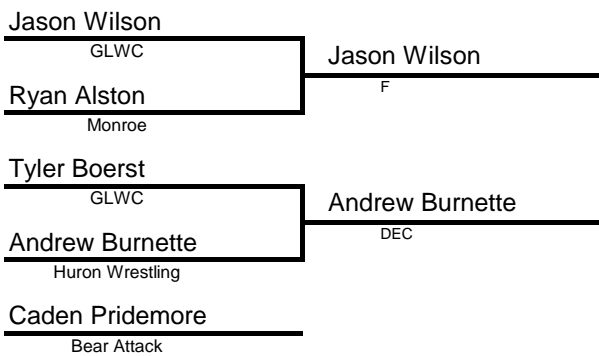 Jason Wilson
GLWC
Jason Wilson
F
Ryan Alston
Monroe
Tyler Boerst
GLWC
Andrew Burnette
DEC
Andrew Burnette
Huron Wrestling
Caden Pridemore
Bear Attack